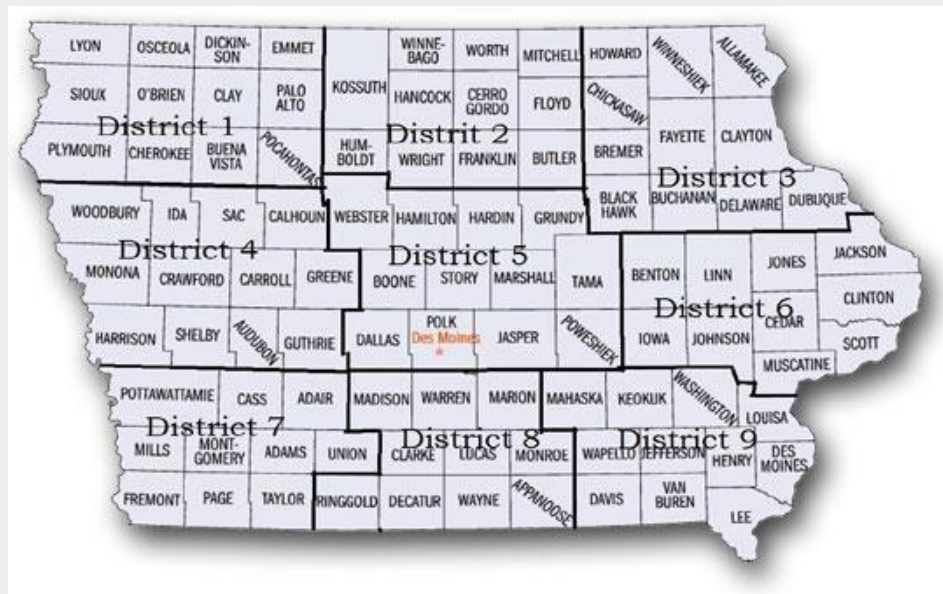 LYON
OSCEOLA
DICKIN-
SON
EMMET
KOSSUTH
WINNE-
BAGO
WORTH
MITCHELL
HOWARD
WINNESHIEK
ALLAMAKEE
SIOUX
O'BRIEN
CLAY
PALO
ALTO
HANCOCK
CERRO
GORDO
FLOYD
CHICKASAW
District 1
Distrit 2
PLYMOUTH
CHEROKEE
BUENA
VISTA
POCAHONTAS
HUM-
BOLDT
WRIGHT
FRANKLIN
BUTLER
BREMER
FAYETTE
CLAYTON
District 3
WOODBURY
IDA
SAC
CALHOUN
WEBSTER
HAMILTON
HARDIN
GRUNDY
BLACK
HAWK
BUCHANAN
DELAWARE
DUBUQUE
District 4
District 5
MONONA
CRAWFORD
CARROLL
GREENE
BOONE
STORY
MARSHALL
TAMA
BENTON
LINN
JONES
JACKSON
District 6
CLINTON
HARRISON
SHELBY
AUDUBON
GUTHRIE
DALLAS
POLK
Des Moines
JASPER
POWESHIEK
IOWA
JOHNSON
CEDAR
SCOTT
MUSCATINE
POTTAWATTAMIE
CASS
ADAIR
MADISON
WARREN
MARION
MAHASKA
KEOKUK
WASHINGTON
LOUISA
District 7
District 8
District 9
MILLS
MONT-
GOMERY
ADAMS
UNION
CLARKE
LUCAS
MONROE
WAPELLO
JEFFERSON
HENRY
DES
MOINES
FREMONT
PAGE
TAYLOR
RINGGOLD
DECATUR
WAYNE
APPANOOSE
DAVIS
VAN
BUREN
LEE